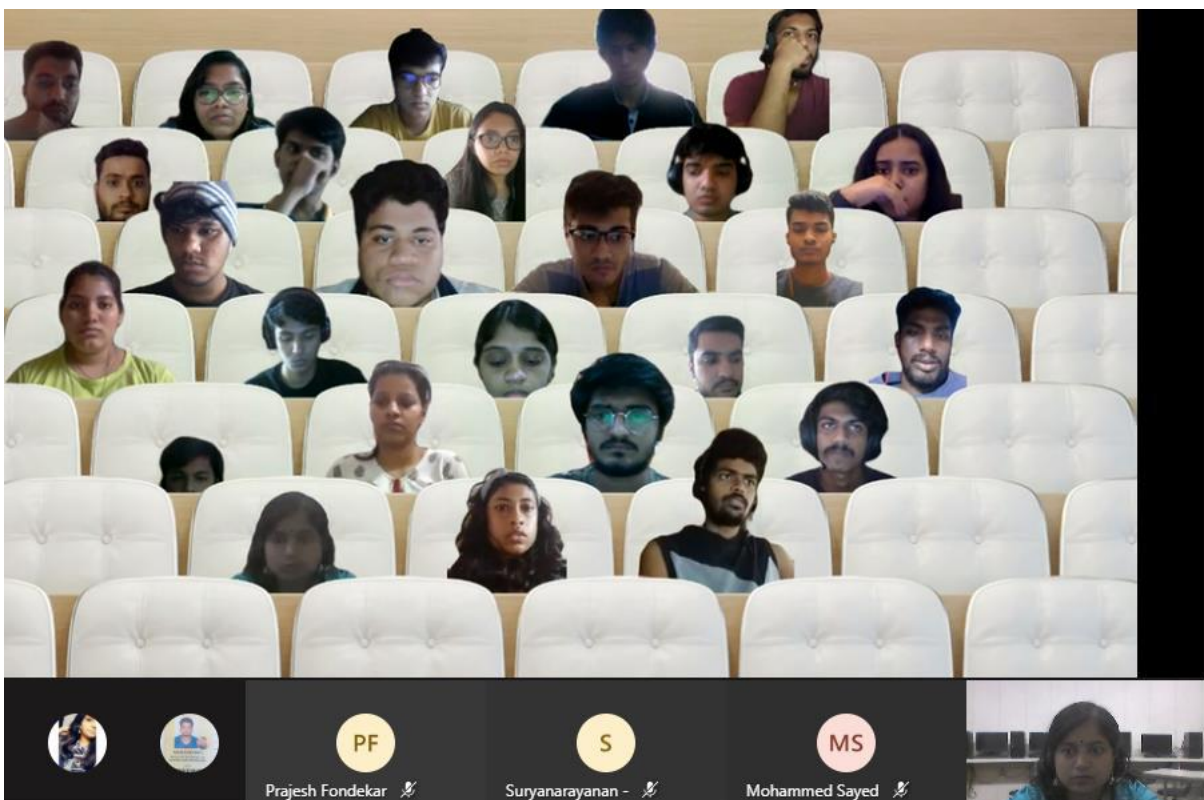 PF
S
MS
Prajesh Fondekar
Suryanarayanan -
Mohammed Sayed